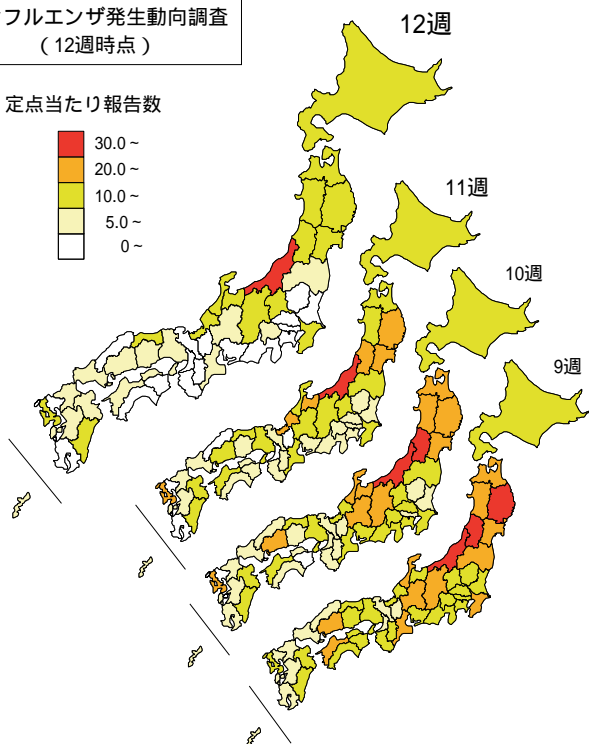 フルエンザ発生動向調査
( 12週時点 )
12週
定点当たり報告数
30.0 ~
20.0 ~
10.0 ~
5.0 ~
0 ~
11週
10週
9週